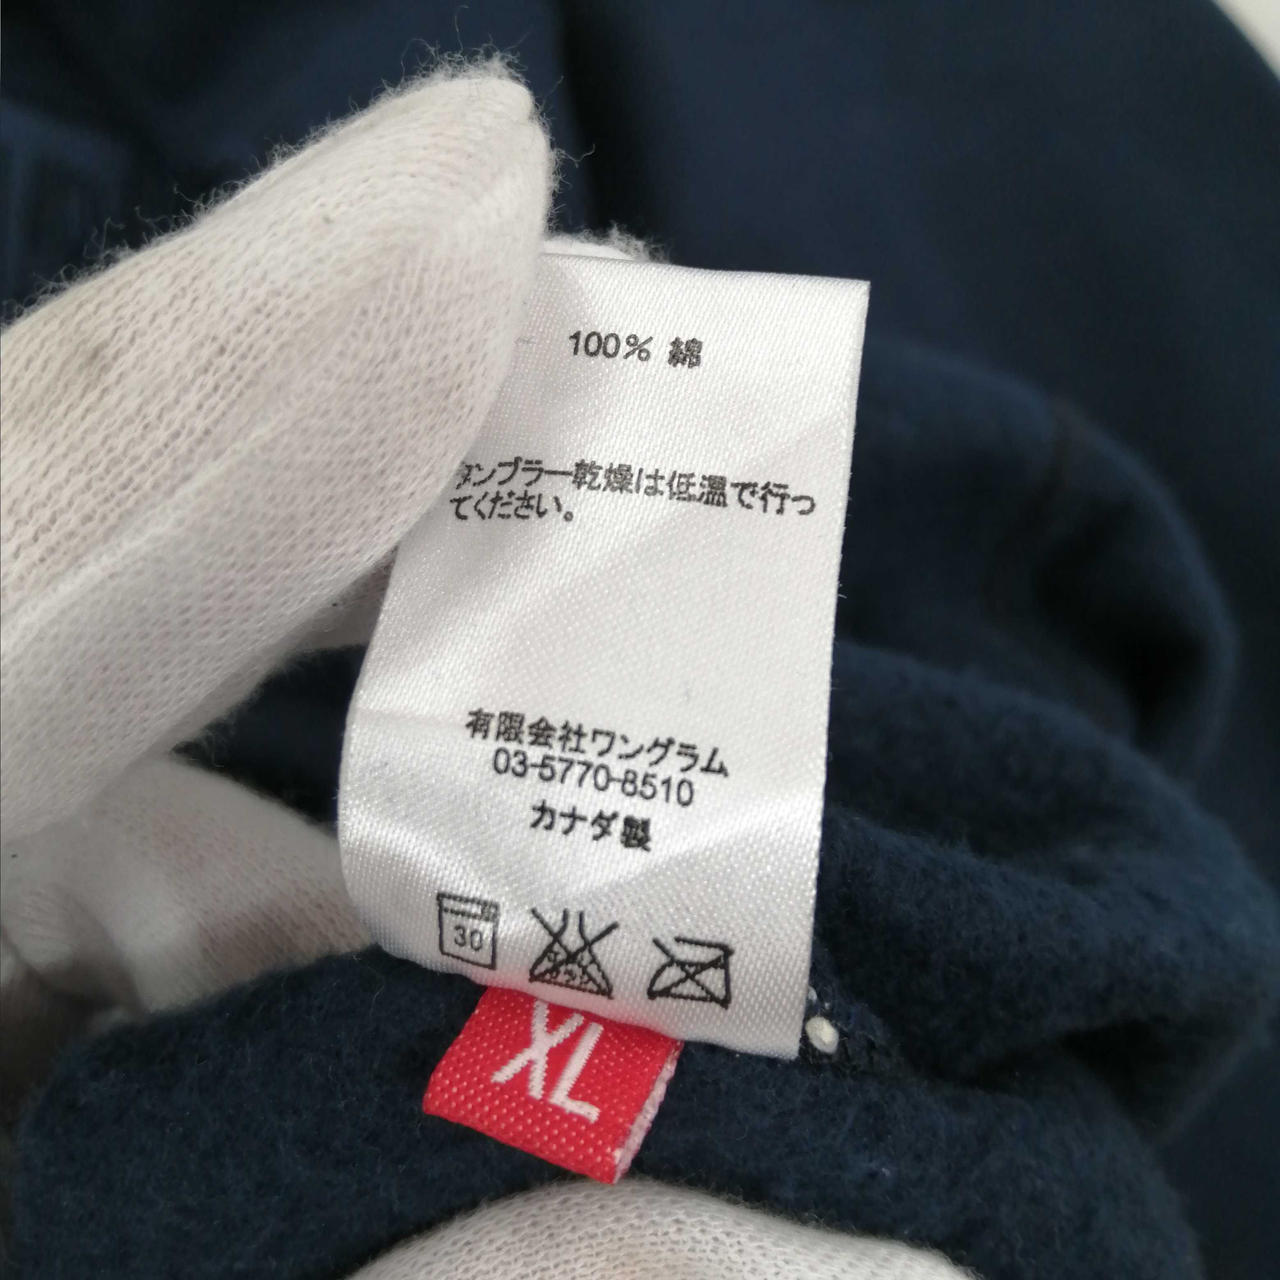 100% 綿
タンブラー乾燥は低温で行っ
てください。
有限会社ワングラム
03-5770-8510
カナダ製
30
XL